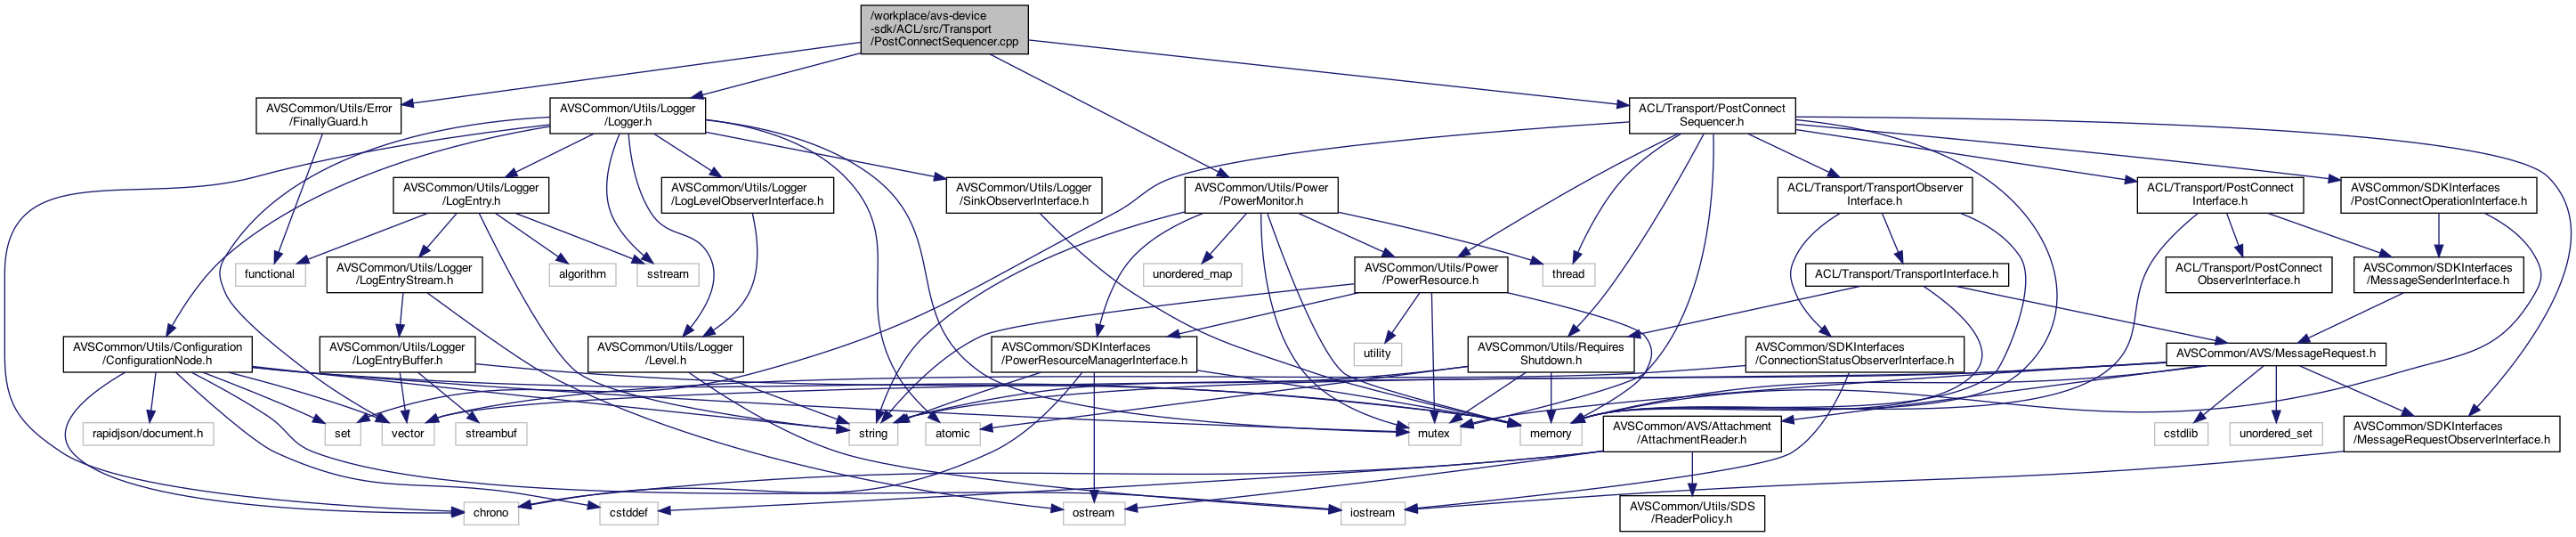 /workplace/avs-device
-sdk/ACL/src/Transport
/PostConnectSequencer.cpp
AVSCommon/Utils/Error
/FinallyGuard.h
AVSCommon/Utils/Logger
/Logger.h
ACL/Transport/PostConnect
Sequencer.h
AVSCommon/Utils/Logger
/LogEntry.h
AVSCommon/Utils/Logger
/LogLevelObserverInterface.h
AVSCommon/Utils/Logger
/SinkObserverInterface.h
AVSCommon/Utils/Power
/PowerMonitor.h
ACL/Transport/TransportObserver
Interface.h
ACL/Transport/PostConnect
Interface.h
AVSCommon/SDKInterfaces
/PostConnectOperationInterface.h
functional
AVSCommon/Utils/Logger
/LogEntryStream.h
algorithm
sstream
unordered_map
AVSCommon/Utils/Power
/PowerResource.h
thread
ACL/Transport/TransportInterface.h
ACL/Transport/PostConnect
ObserverInterface.h
AVSCommon/SDKInterfaces
/MessageSenderInterface.h
AVSCommon/Utils/Configuration
/ConfigurationNode.h
AVSCommon/Utils/Logger
/LogEntryBuffer.h
AVSCommon/Utils/Logger
/Level.h
AVSCommon/SDKInterfaces
/PowerResourceManagerInterface.h
utility
AVSCommon/Utils/Requires
Shutdown.h
AVSCommon/SDKInterfaces
/ConnectionStatusObserverInterface.h
AVSCommon/AVS/MessageRequest.h
rapidjson/document.h
set
vector
streambuf
string
atomic
mutex
memory
AVSCommon/AVS/Attachment
/AttachmentReader.h
cstdlib
unordered_set
AVSCommon/SDKInterfaces
/MessageRequestObserverInterface.h
chrono
cstddef
ostream
iostream
AVSCommon/Utils/SDS
/ReaderPolicy.h